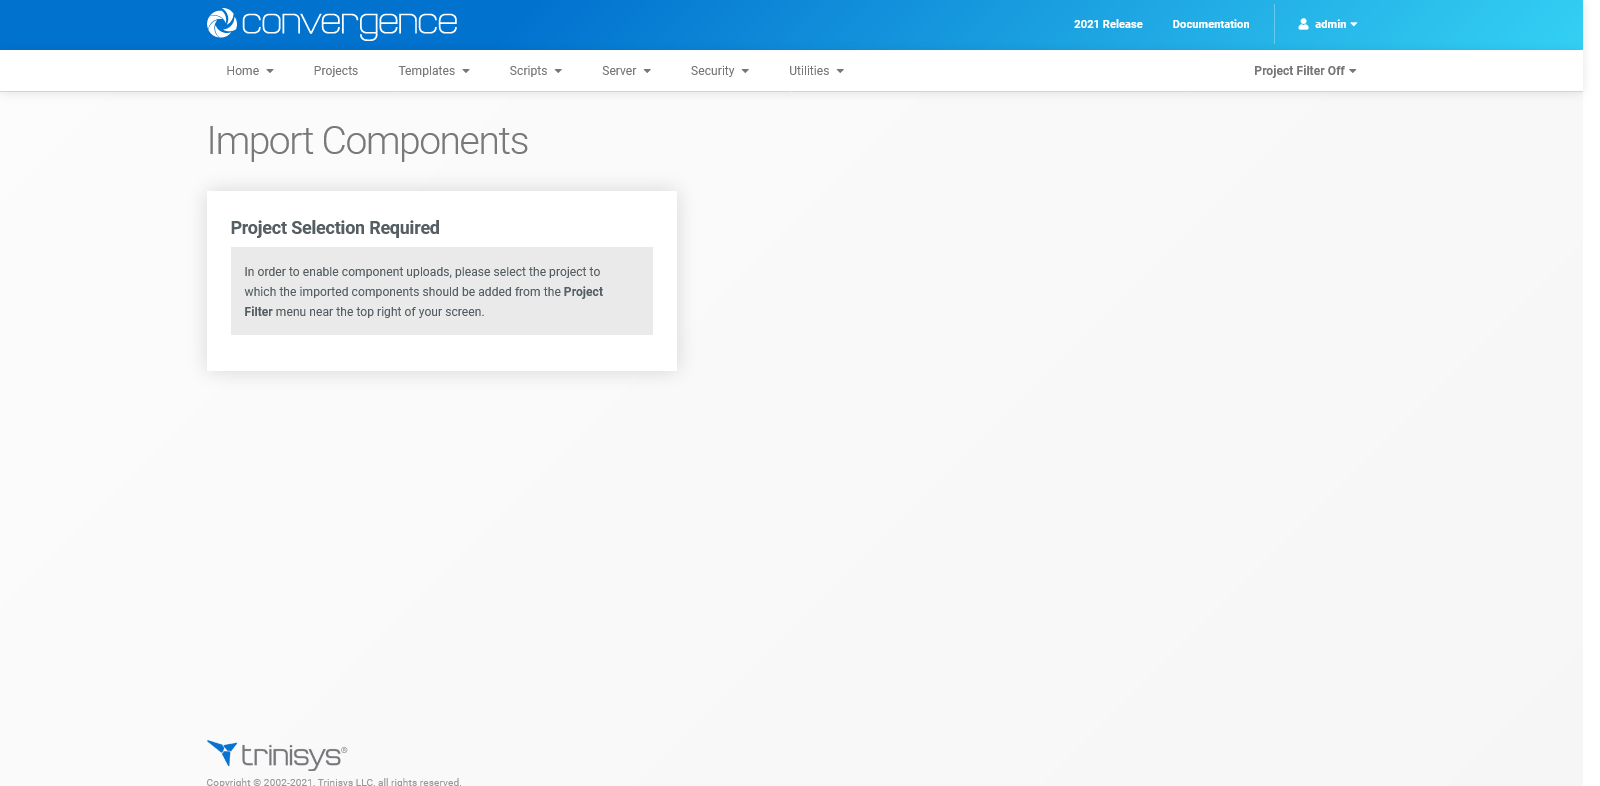 convergence
2021 Release
Documentation
admin
Home
Projects
Templates
Scripts
Server
Security
Utilities
Project Filter Off
Import Components
Project Selection Required
In order to enable component uploads, please select the project to
which the imported components should be added from the Project
Filter menu near the top right of your screen.
trinisys®
Copyright © 2002-2021, Trinisys LLC, all rights reserved.